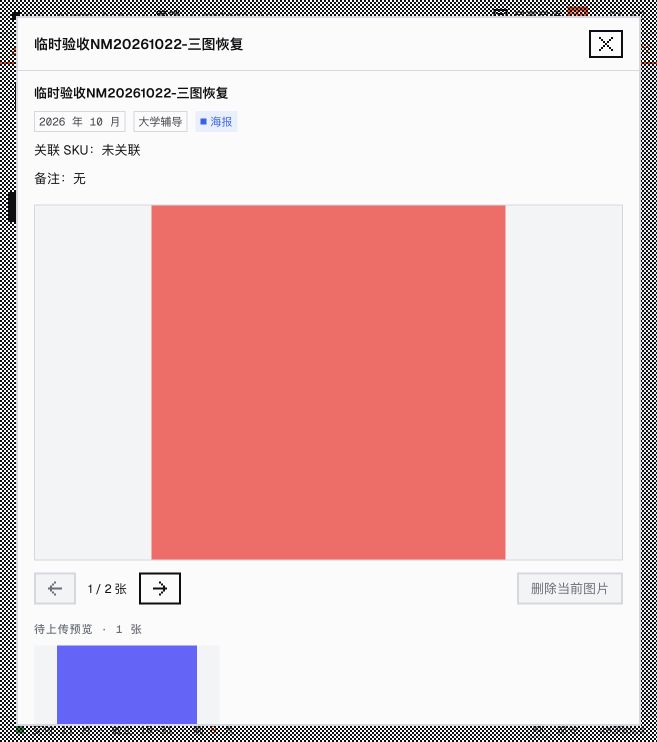 临时验收NM20261022-三图恢复
临时验收NM20261022-三图恢复
2026 年 10 月 大学辅导 海报
关联 SKU：未关联
备注：无
1 / 2 张 删除当前图片
待上传预览 · 1 张